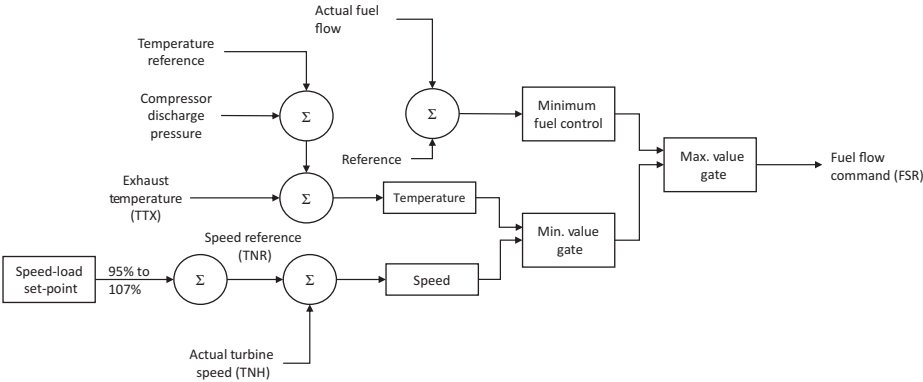 Actual fuel
flow
Temperature
reference
Σ
Compressor
discharge
pressure
Σ
Minimum
fuel control
Reference
Max. value
gate
Fuel flow
command (FSR)
Exhaust
temperature
(TTX)
Σ
Temperature
Min. value
gate
Speed reference
(TNR)
Speed-load
set-point
95% to
107%
Σ
Σ
Speed
Actual turbine
speed (TNH)